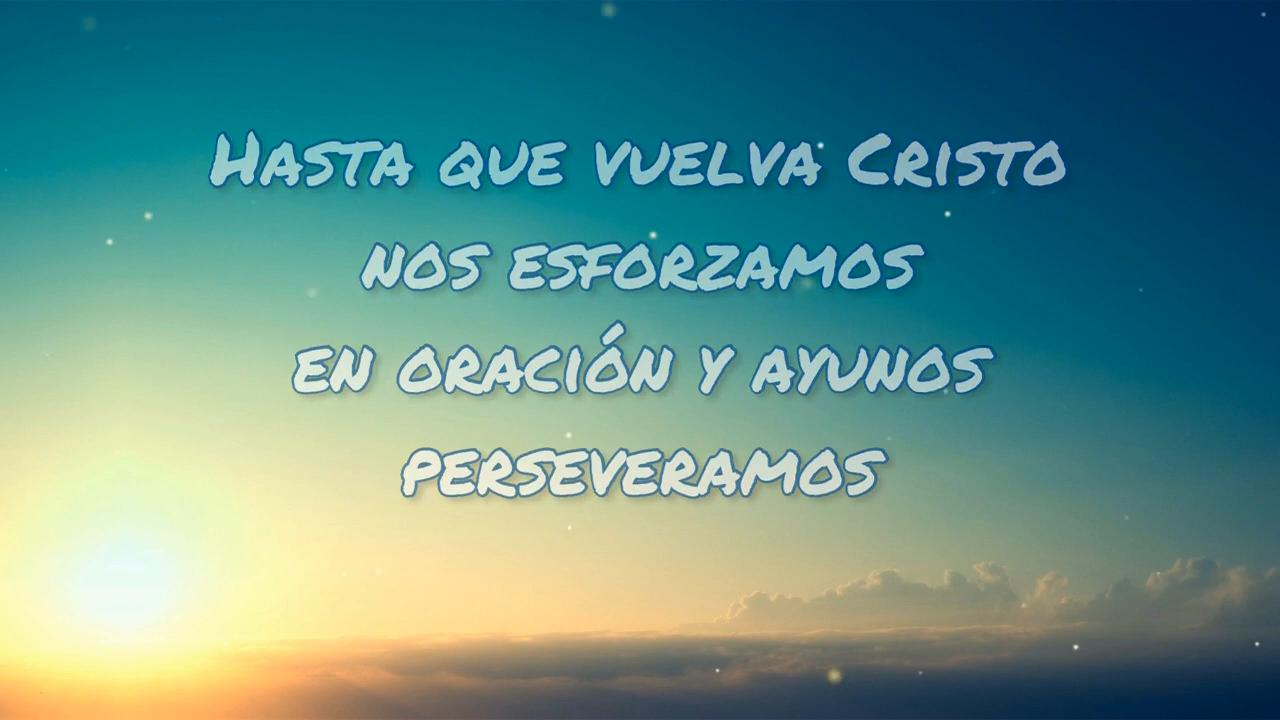 Hasta que vuelva Cristo
nos esforzamos
en oración y ayunos
perseveramos